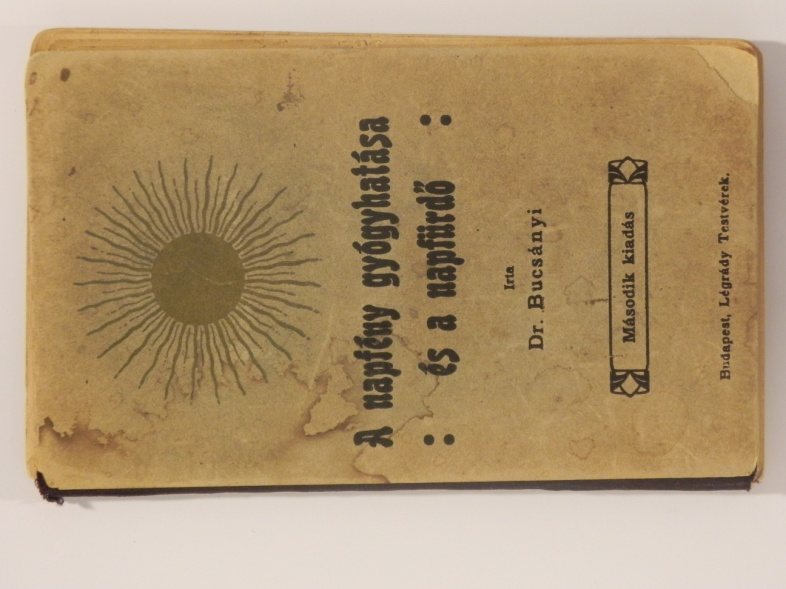 A napfény gyógyhatása
: és a napfürdő :
Irta
Dr. Bucsányi
Második kiadás
Budapest, Légrády Testvérek.